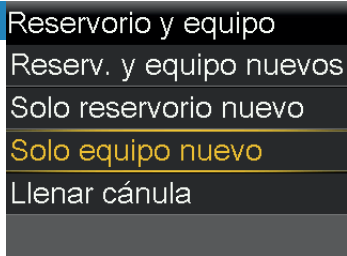 Reservorio y equipo
Reserv. y equipo nuevos
Solo reservorio nuevo
Solo equipo nuevo
Llenar cánula